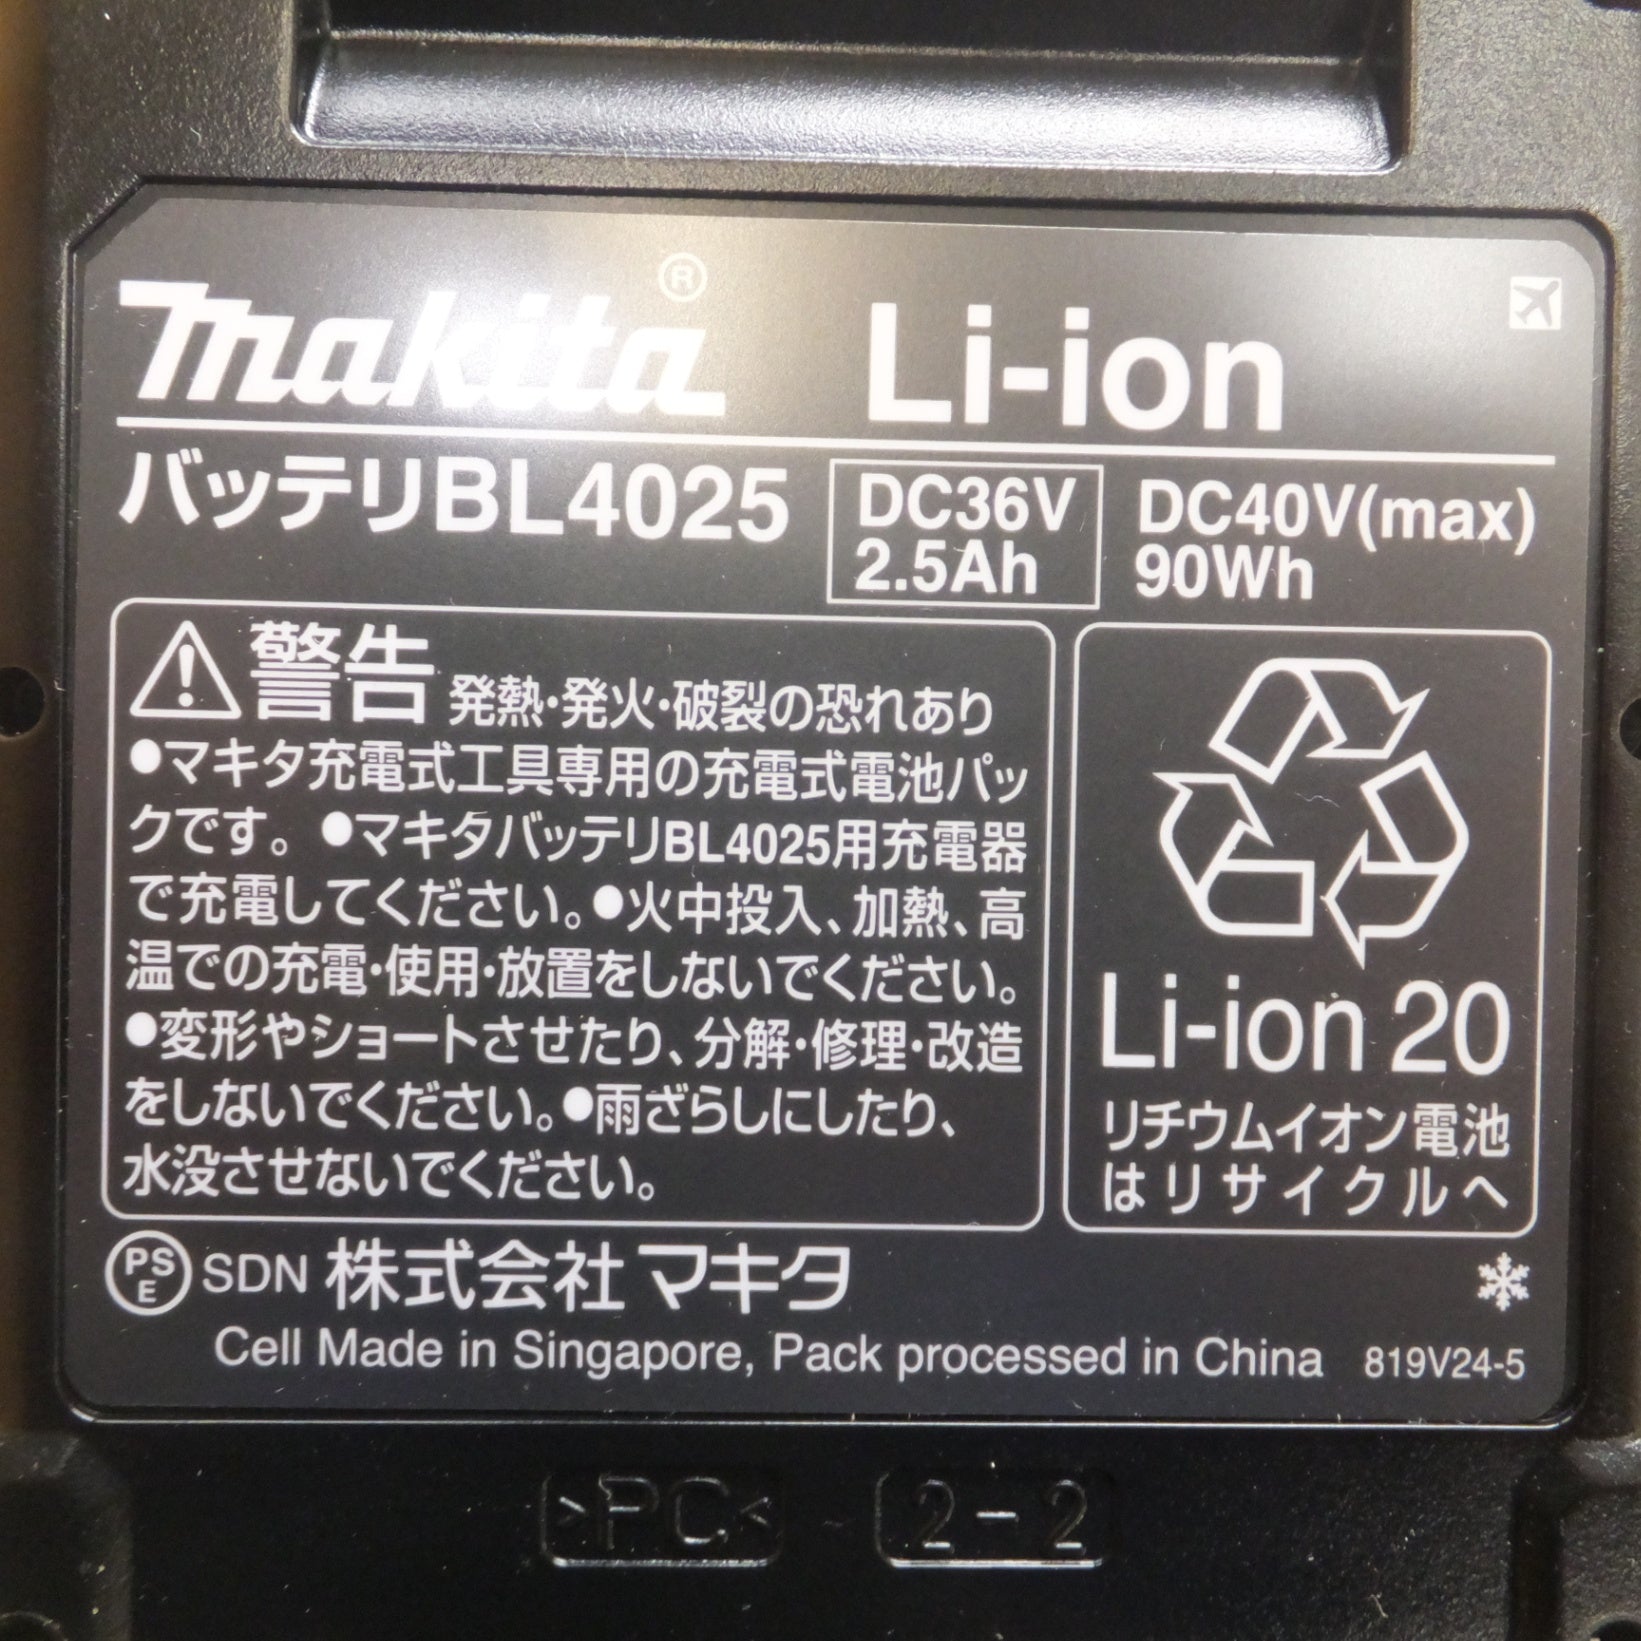 makita® Li-ion
バッテリBL4025 DC36V DC40V(max)
2.5Ah 90Wh
警告 発熱・発火・破裂の恐れあり
●マキタ充電式工具専用の充電式電池パッ
クです。●マキタバッテリBL4025用充電器
で充電してください。●火中投入、加熱、高
温での充電・使用・放置をしないでください。
●変形やショートさせたり、分解・修理・改造
をしないでください。●雨ざらしにしたり、
水没させないでください。
Li-ion 20
リチウムイオン電池
はリサイクルへ
PS
E
SDN 株式会社マキタ
Cell Made in Singapore, Pack processed in China 819V24-5
>PC< 2-2